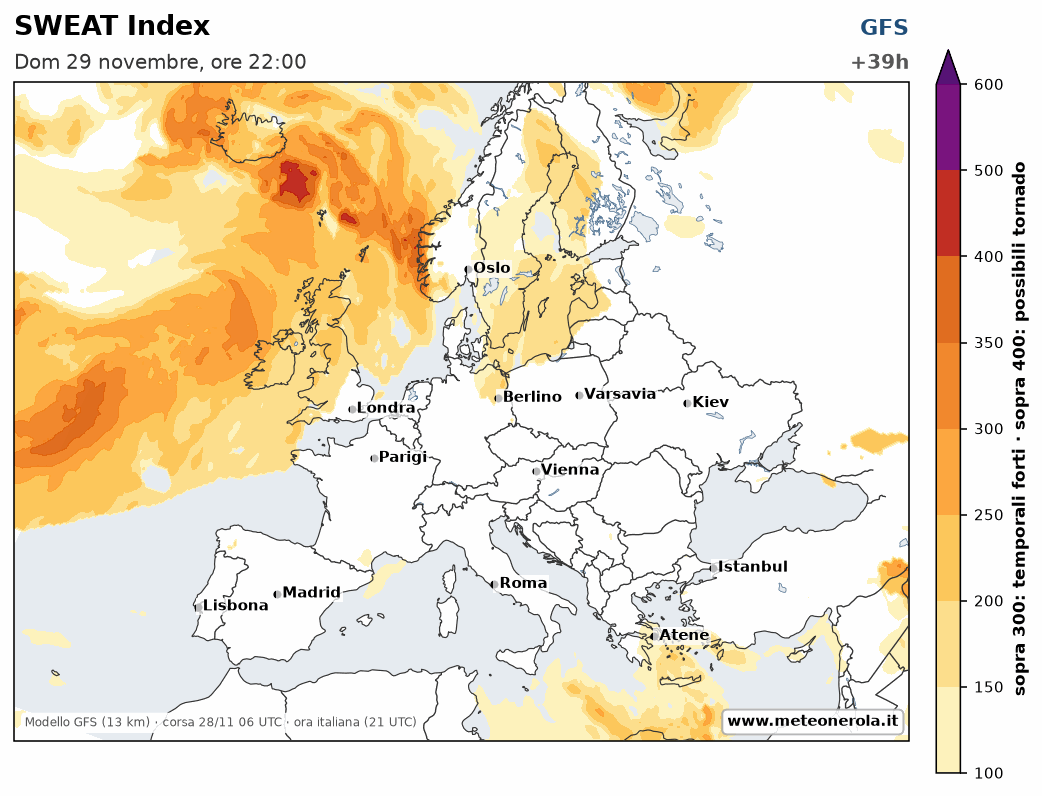 SWEAT Index
GFS
Dom 29 novembre, ore 22:00
+39h
600
500
400
350
300
250
200
150
100
sopra 300: temporali forti · sopra 400: possibili tornado
Oslo
Londra
Berlino
Varsavia
Kiev
Parigi
Vienna
Istanbul
Roma
Madrid
Lisbona
Atene
Modello GFS (13 km) · corsa 28/11 06 UTC · ora italiana (21 UTC)
www.meteonerola.it